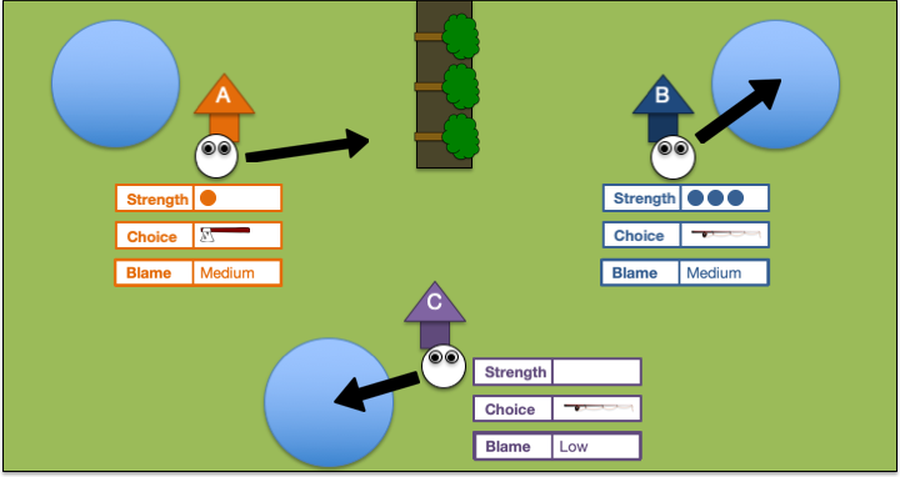 A
B
Strength
Choice
Blame Medium
Strength
Choice
Blame Medium
C
Strength
Choice
Blame Low